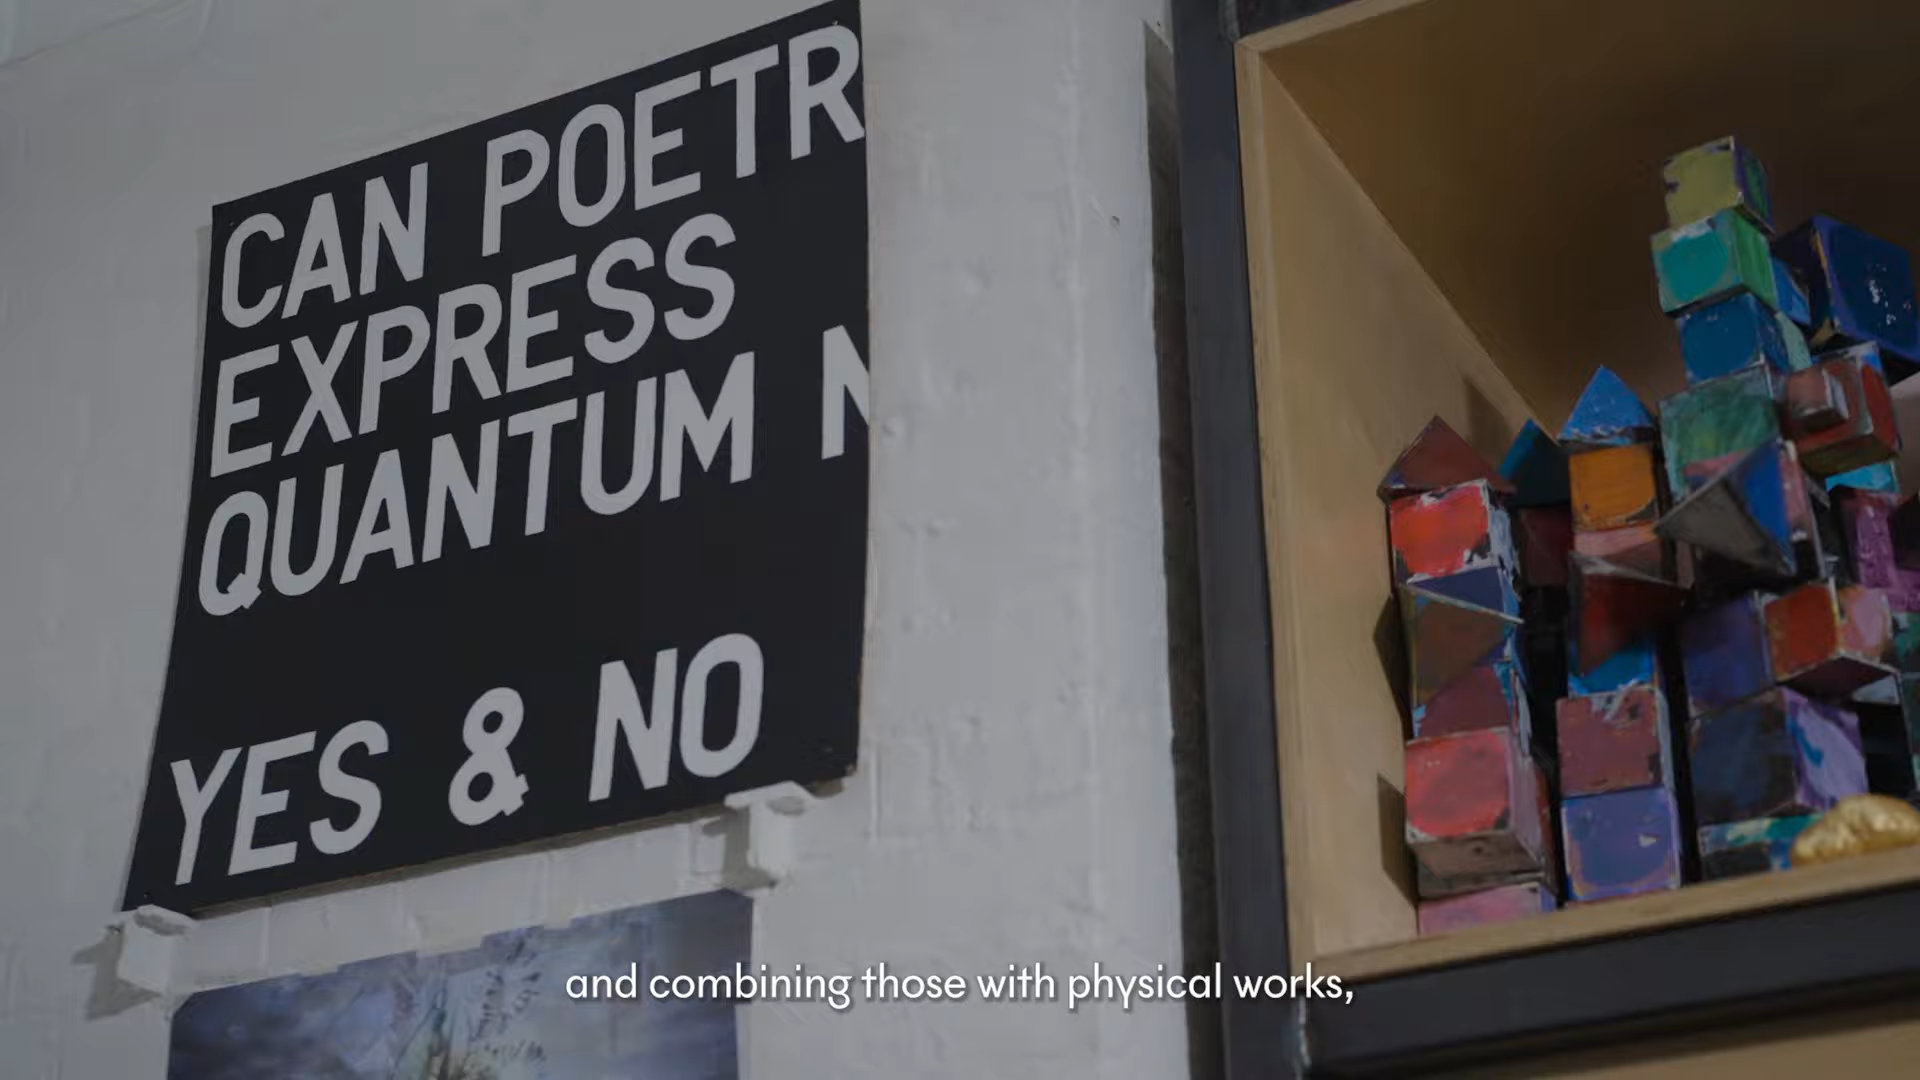 CAN POETR
EXPRESS
QUANTUM N
YES & NO
and combining those with physical works,